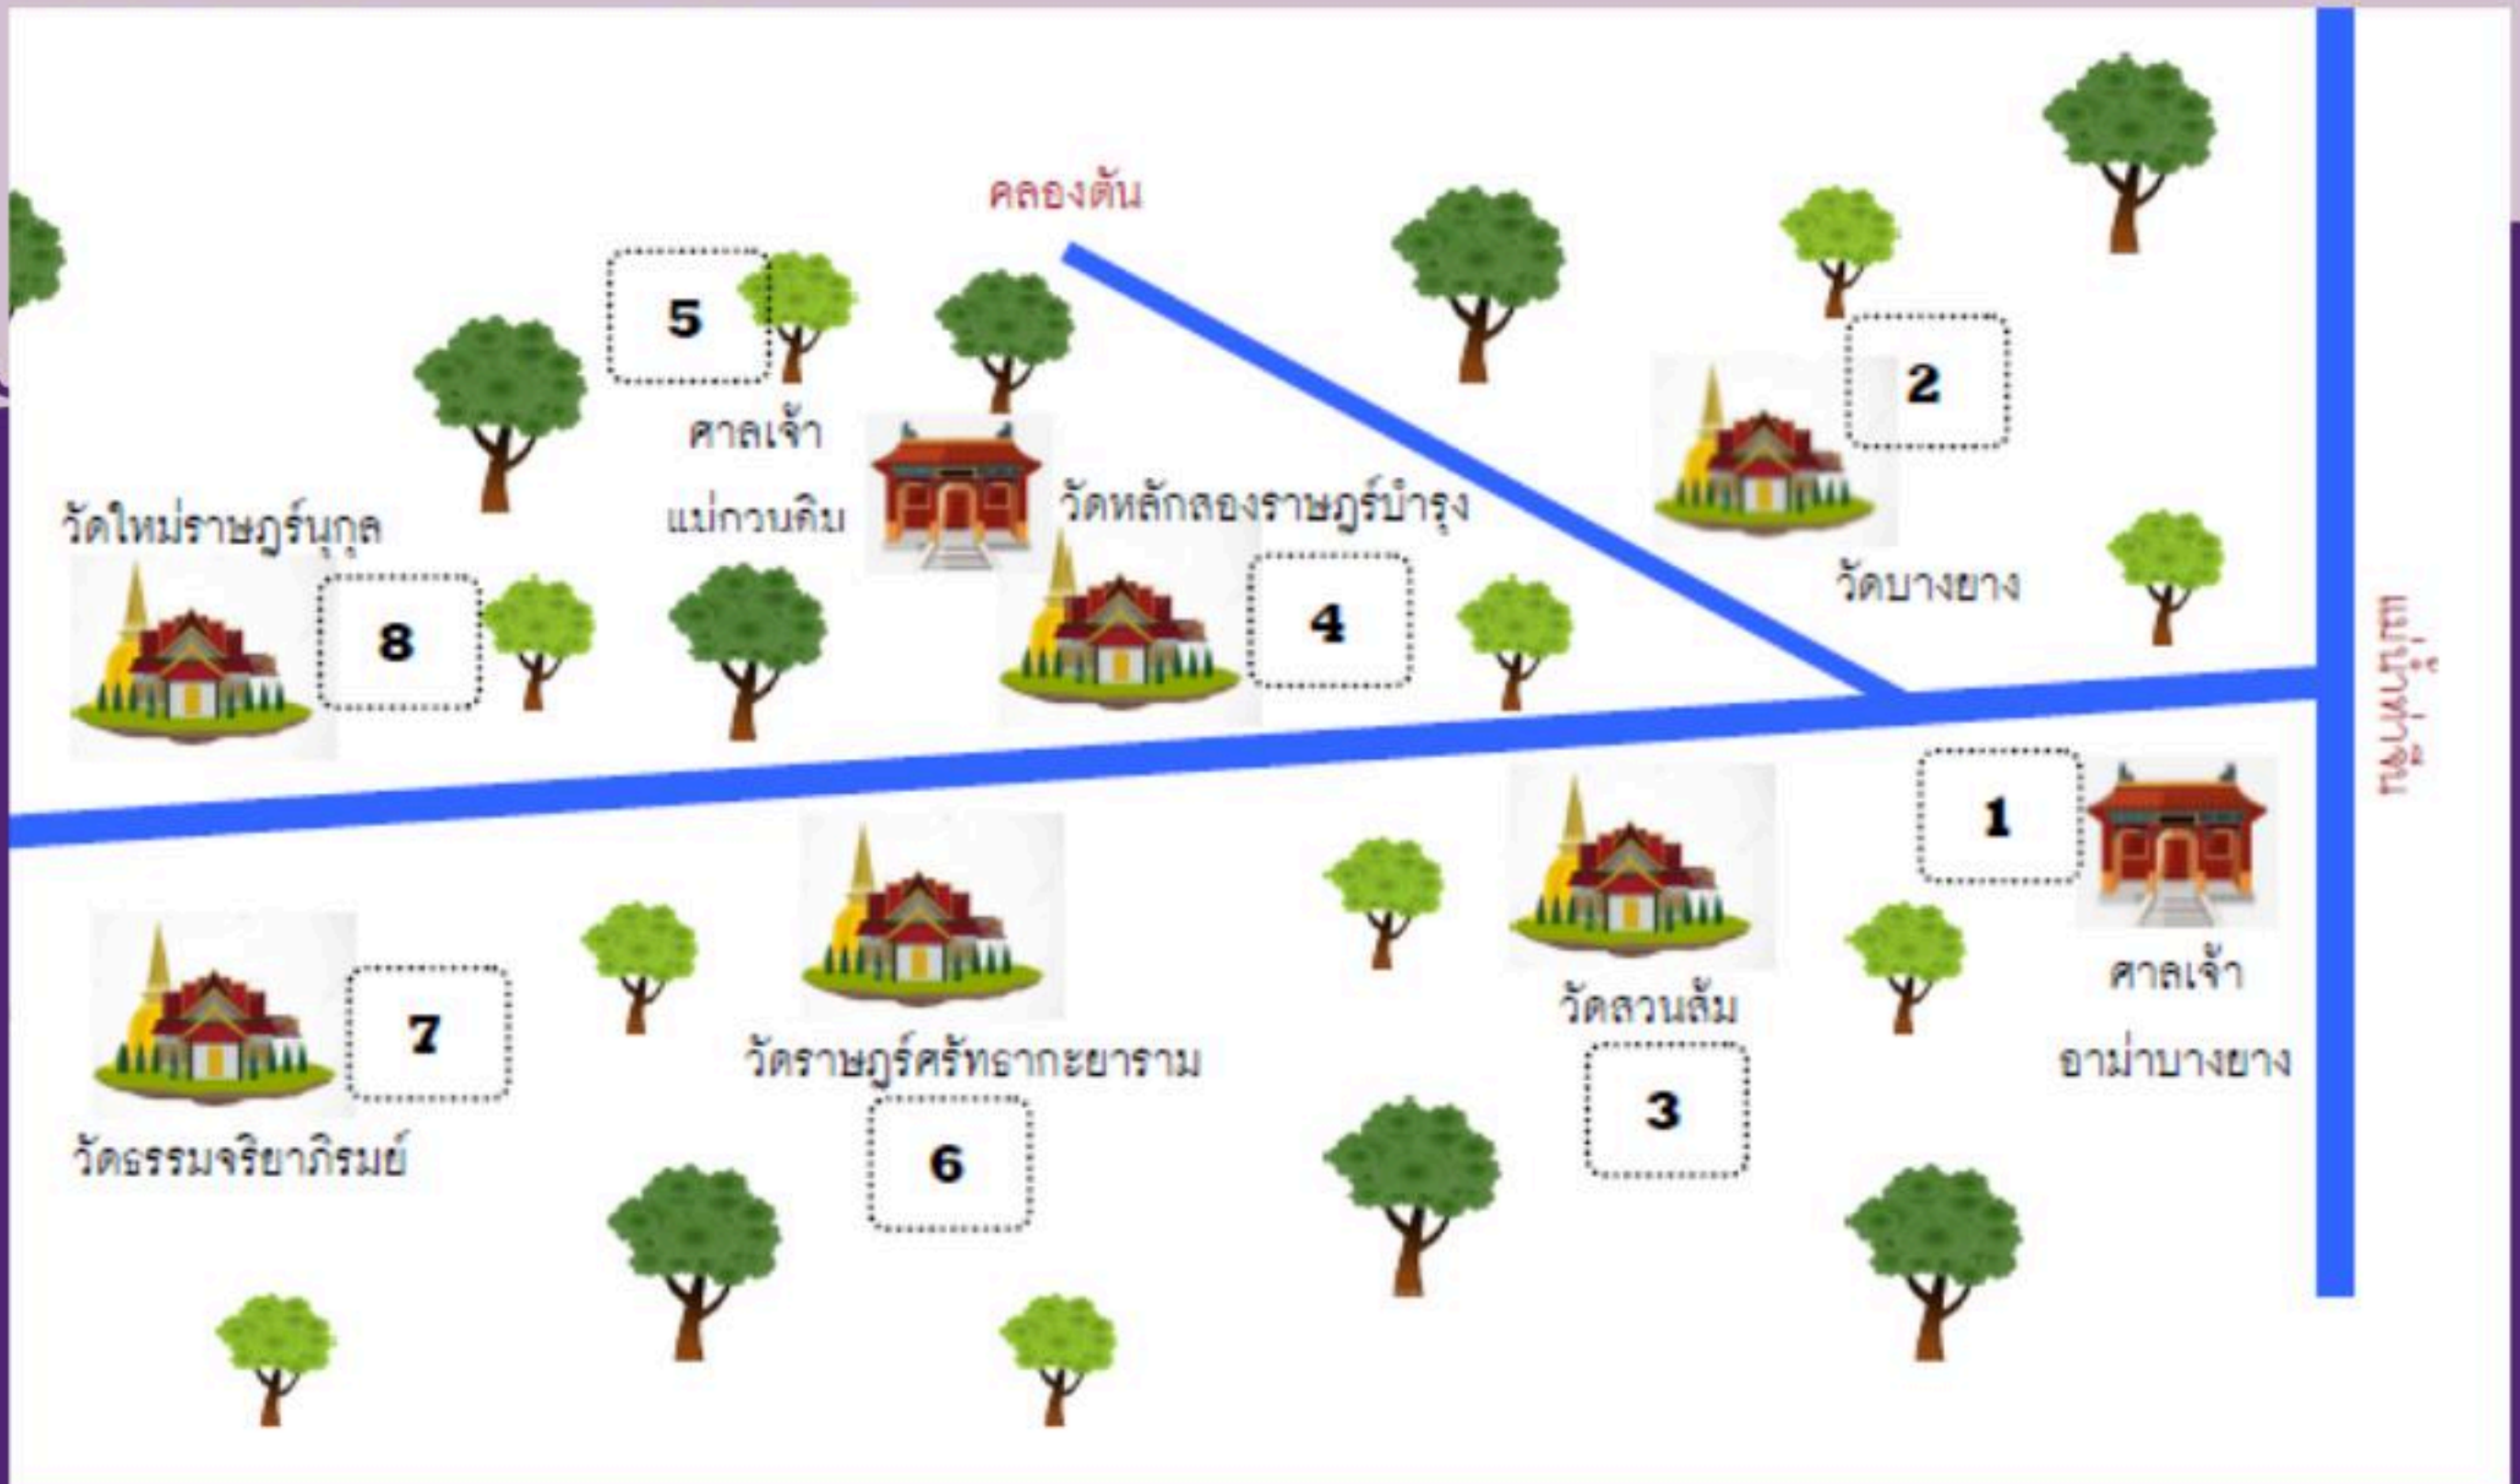 คลองตัน
5
2
ศาลเจ้า
แม่กวนอิม
วัดหลักสองราษฎร์บำรุง
วัดใหม่ราษฎร์นุกุล
8
4
วัดบางยาง
แม่น้ำท่าจีน
1
ศาลเจ้า
อาม่าบางยาง
วัดสวนส้ม
3
7
วัดราษฎร์ศรัทธากะยาราม
6
วัดธรรมจริยาภิรมย์